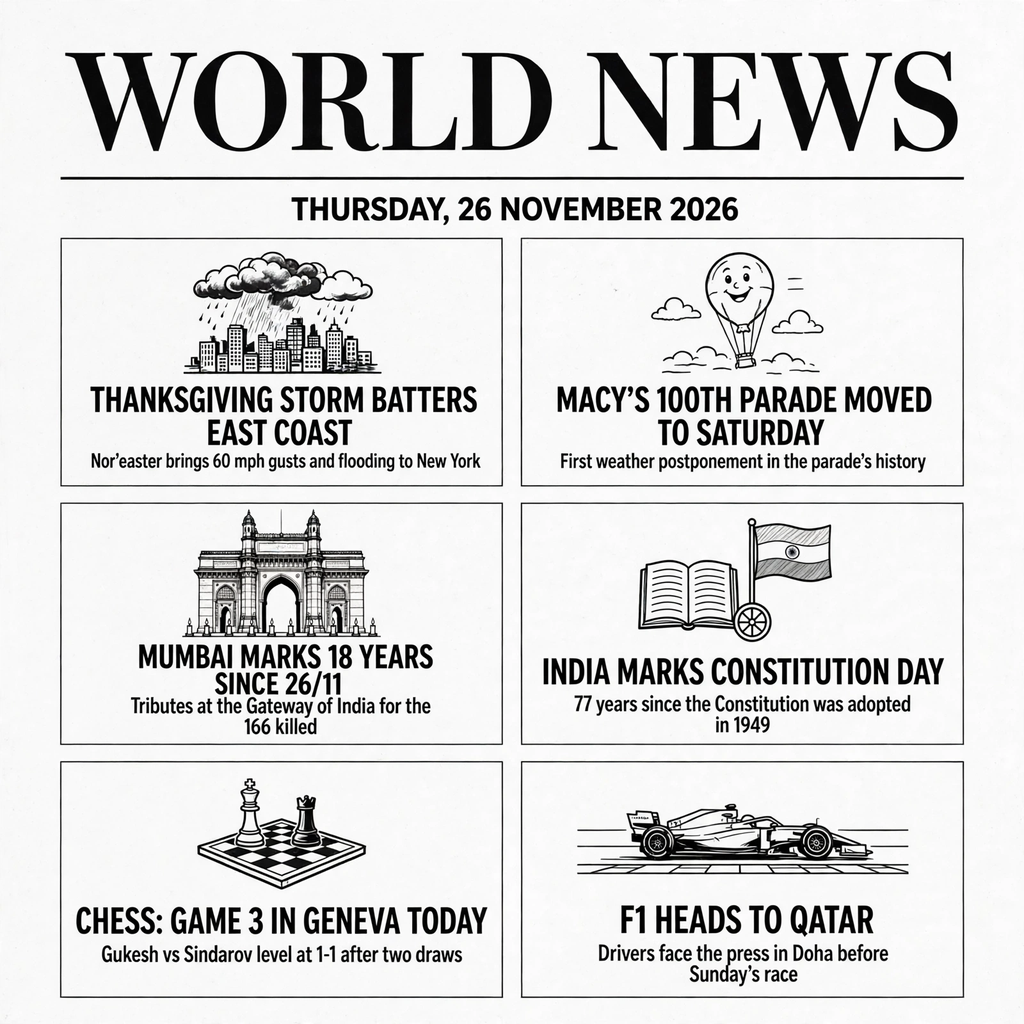 WORLD NEWS
THURSDAY, 26 NOVEMBER 2026
THANKSGIVING STORM BATTERS
EAST COAST
Nor'easter brings 60 mph gusts and flooding to New York
MACY'S 100TH PARADE MOVED
TO SATURDAY
First weather postponement in the parade's history
MUMBAI MARKS 18 YEARS
SINCE 26/11
Tributes at the Gateway of India for the
166 killed
INDIA MARKS CONSTITUTION DAY
77 years since the Constitution was adopted
in 1949
CHESS: GAME 3 IN GENEVA TODAY
Gukesh vs Sindarov level at 1-1 after two draws
F1 HEADS TO QATAR
Drivers face the press in Doha before
Sunday's race